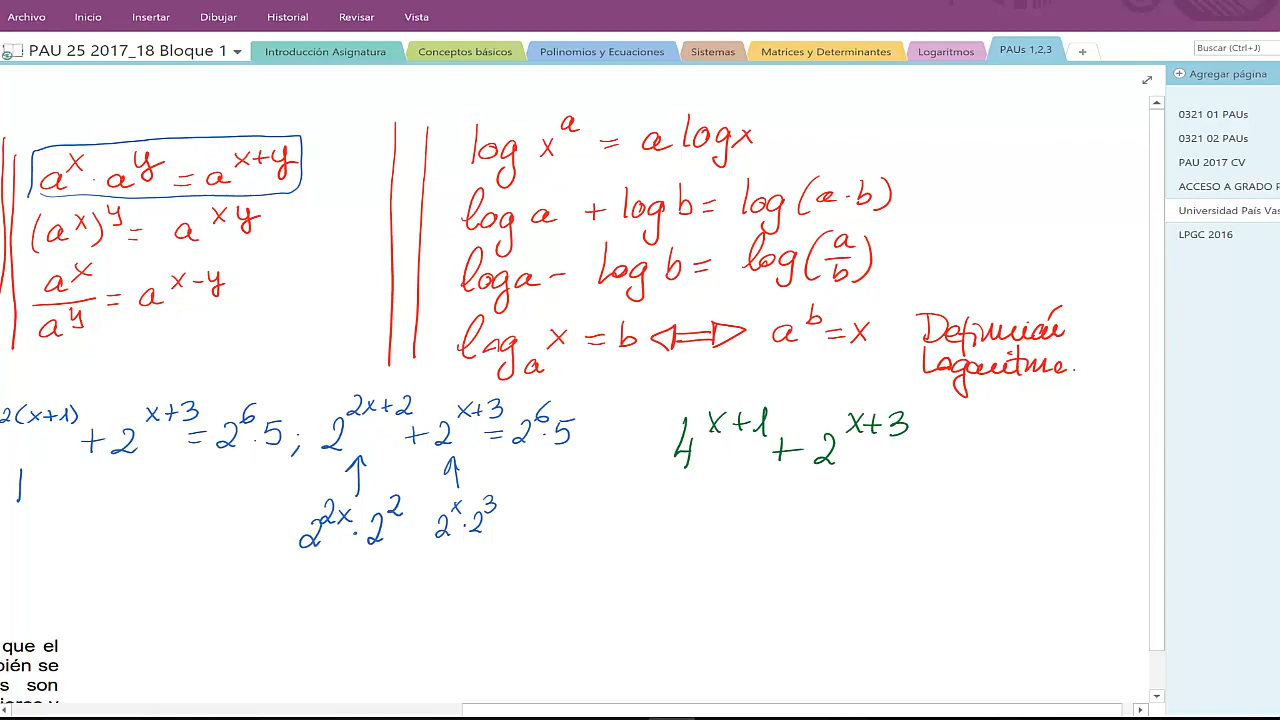 Archivo Inicio Insertar Dibujar Historial Revisar Vista
PAU 25 2017_18 Bloque 1 Introducción Asignatura Conceptos básicos Polinomios y Ecuaciones Sistemas Matrices y Determinantes Logaritmos PAUs 1,2,3 + Buscar (Ctrl+J)
Agregar página
0321 01 PAUs
0321 02 PAUs
PAU 2017 CV
ACCESO A GRADO P
Universidad País Vas
LPGC 2016
a^x · a^y = a^(x+y)
(a^x)^y = a^(xy)
a^x / a^y = a^(x-y)
log x^a = a log x
log a + log b = log(a·b)
log a - log b = log(a/b)
log_a x = b ⟺ a^b = x Definición
Logaritmo.
2(x+1) + 2^(x+3) = 2^6·5; 2^(2x+2) + 2^(x+3) = 2^6·5
↑ ↑
2^(2x) · 2^2 2^x · 2^3
4^(x+1) + 2^(x+3)
que el
bién se
s son